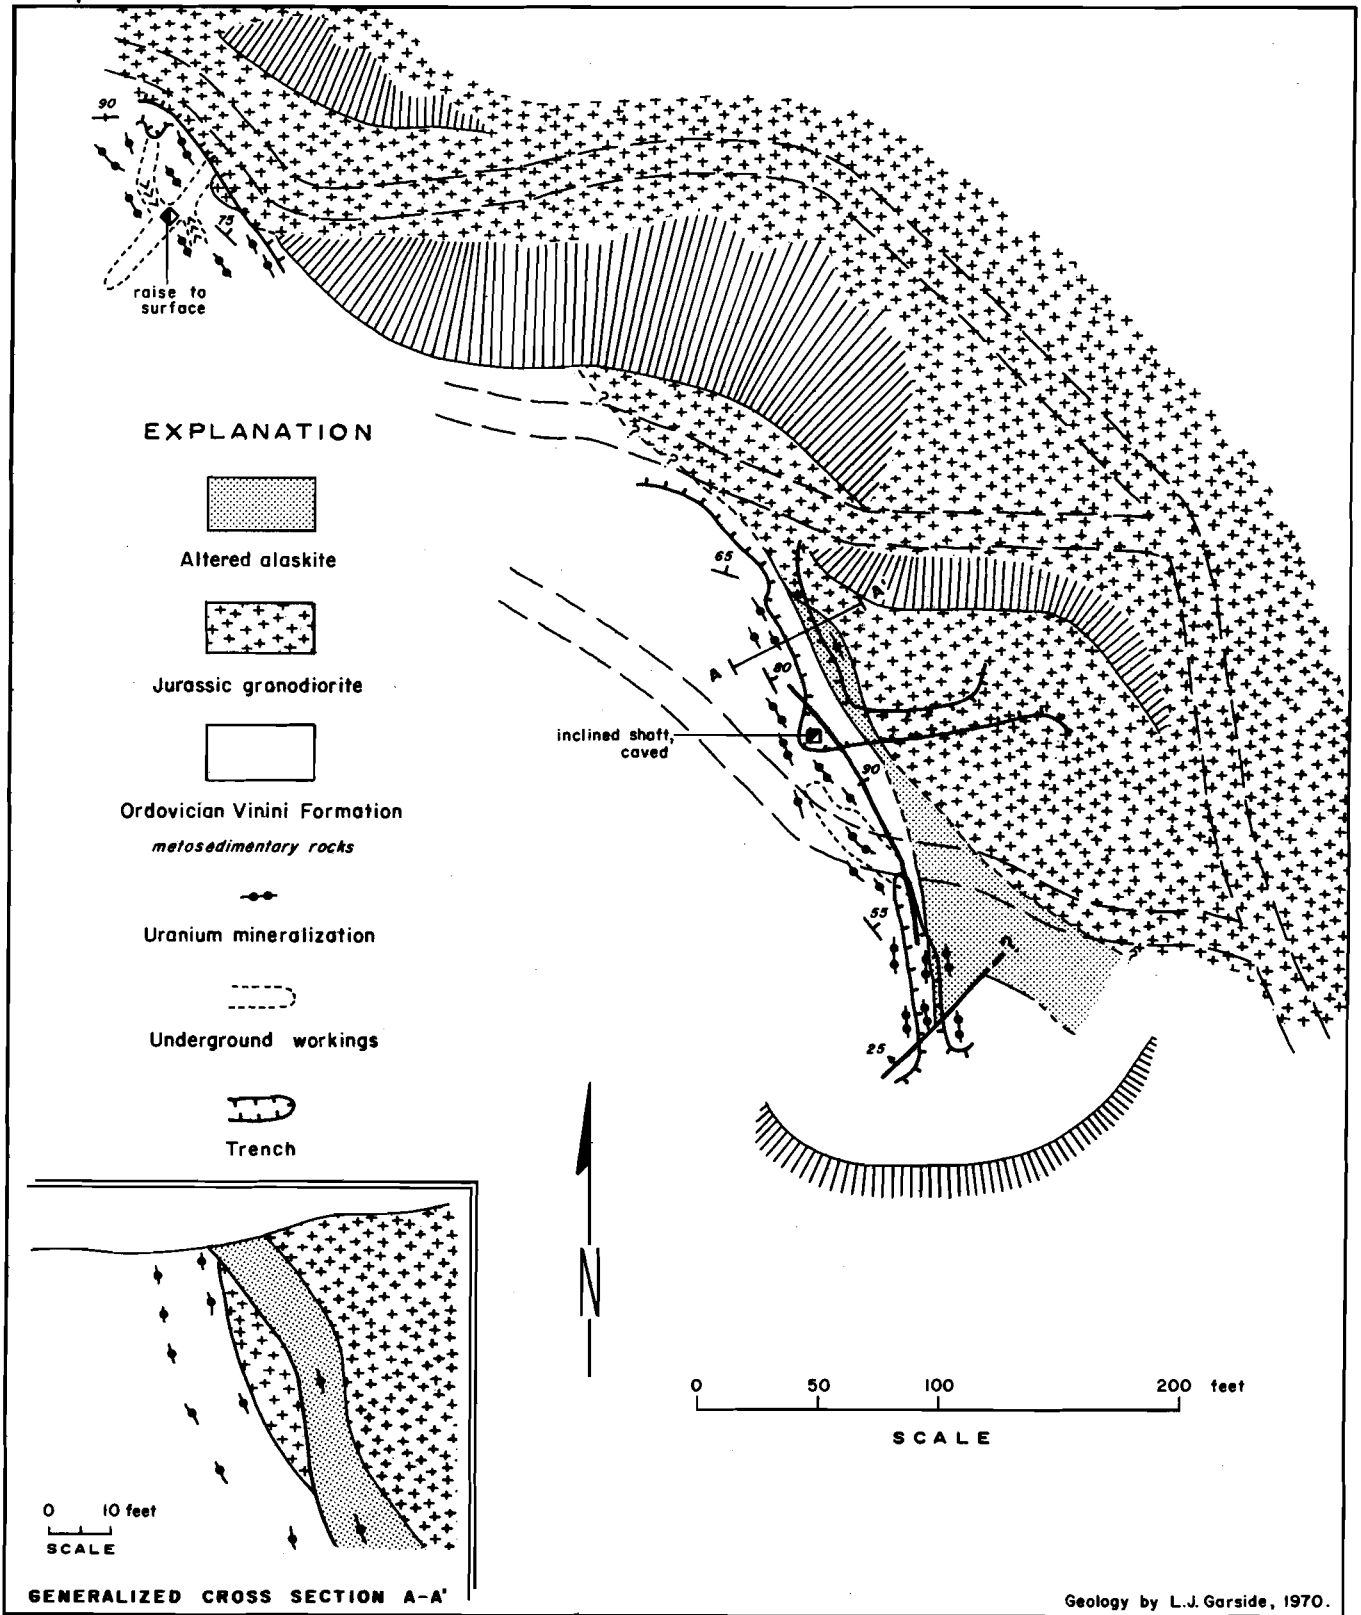 90
75
raise to
surface
EXPLANATION
Altered alaskite
Jurassic granodiorite
Ordovician Vinini Formation
metasedimentary rocks
Uranium mineralization
Underground workings
Trench
?
?
?
65
A
A'
80
inclined shaft,
caved
90
55
?
?
25
N
0 50 100 200 feet
SCALE
0 10 feet
SCALE
GENERALIZED CROSS SECTION A-A'
Geology by L.J. Garside, 1970.